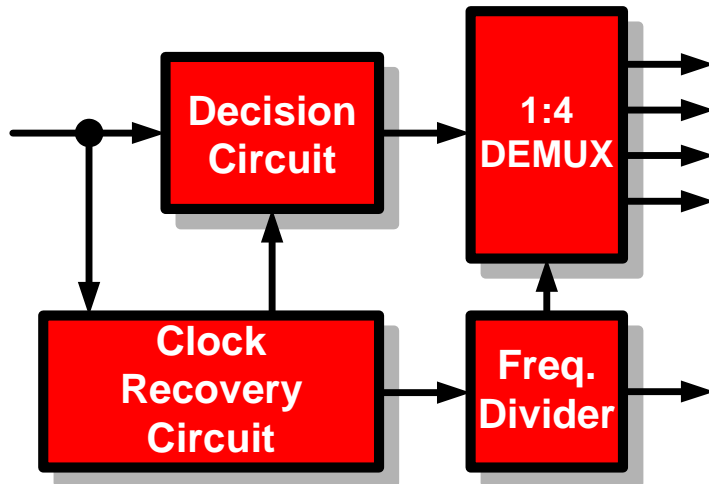 Decision
Circuit
1:4
DEMUX
Clock
Recovery
Circuit
Freq.
Divider